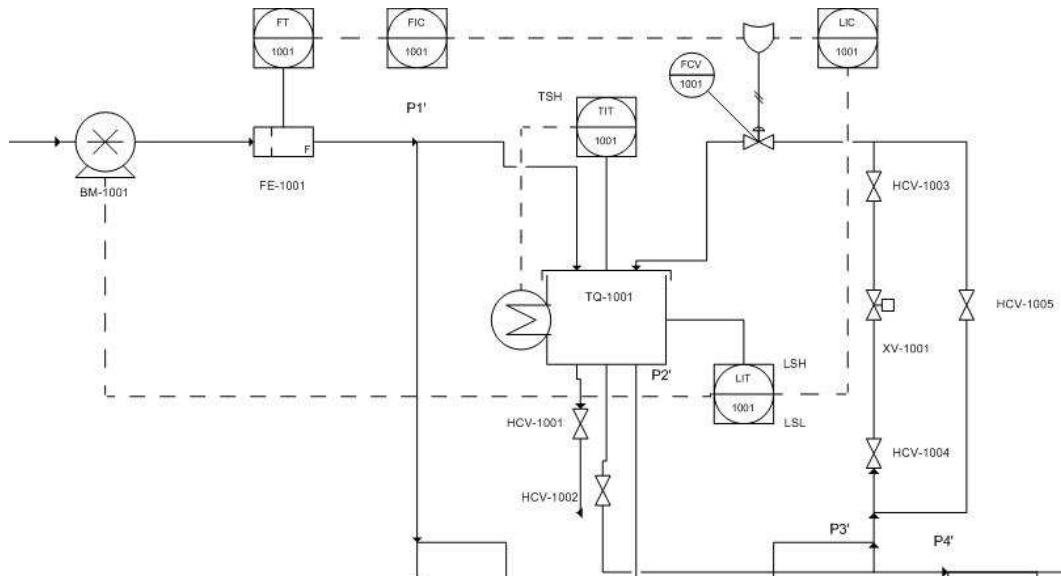 FT
1001
FIC
1001
LIC
1001
FCV
1001
P1'
TSH
TIT
1001
F
BM-1001
FE-1001
HCV-1003
TQ-1001
HCV-1005
XV-1001
P2'
LSH
LIT
1001
LSL
HCV-1001
HCV-1004
HCV-1002
P3'
P4'